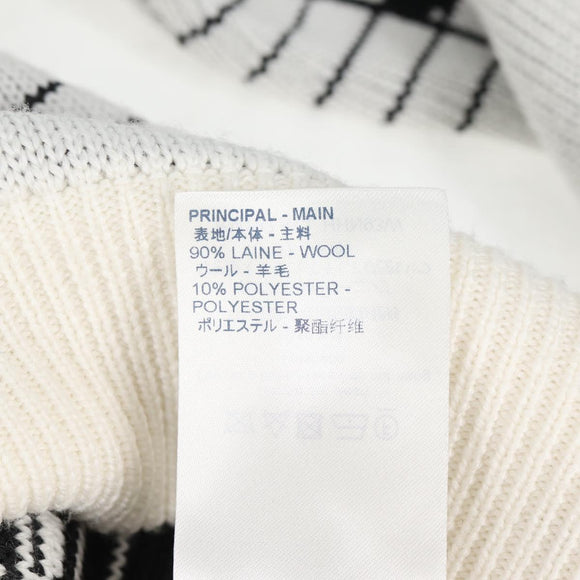 PRINCIPAL - MAIN
表地/本体 - 主料
90% LAINE - WOOL
ウール - 羊毛
10% POLYESTER -
POLYESTER
ポリエステル - 聚酯纤维